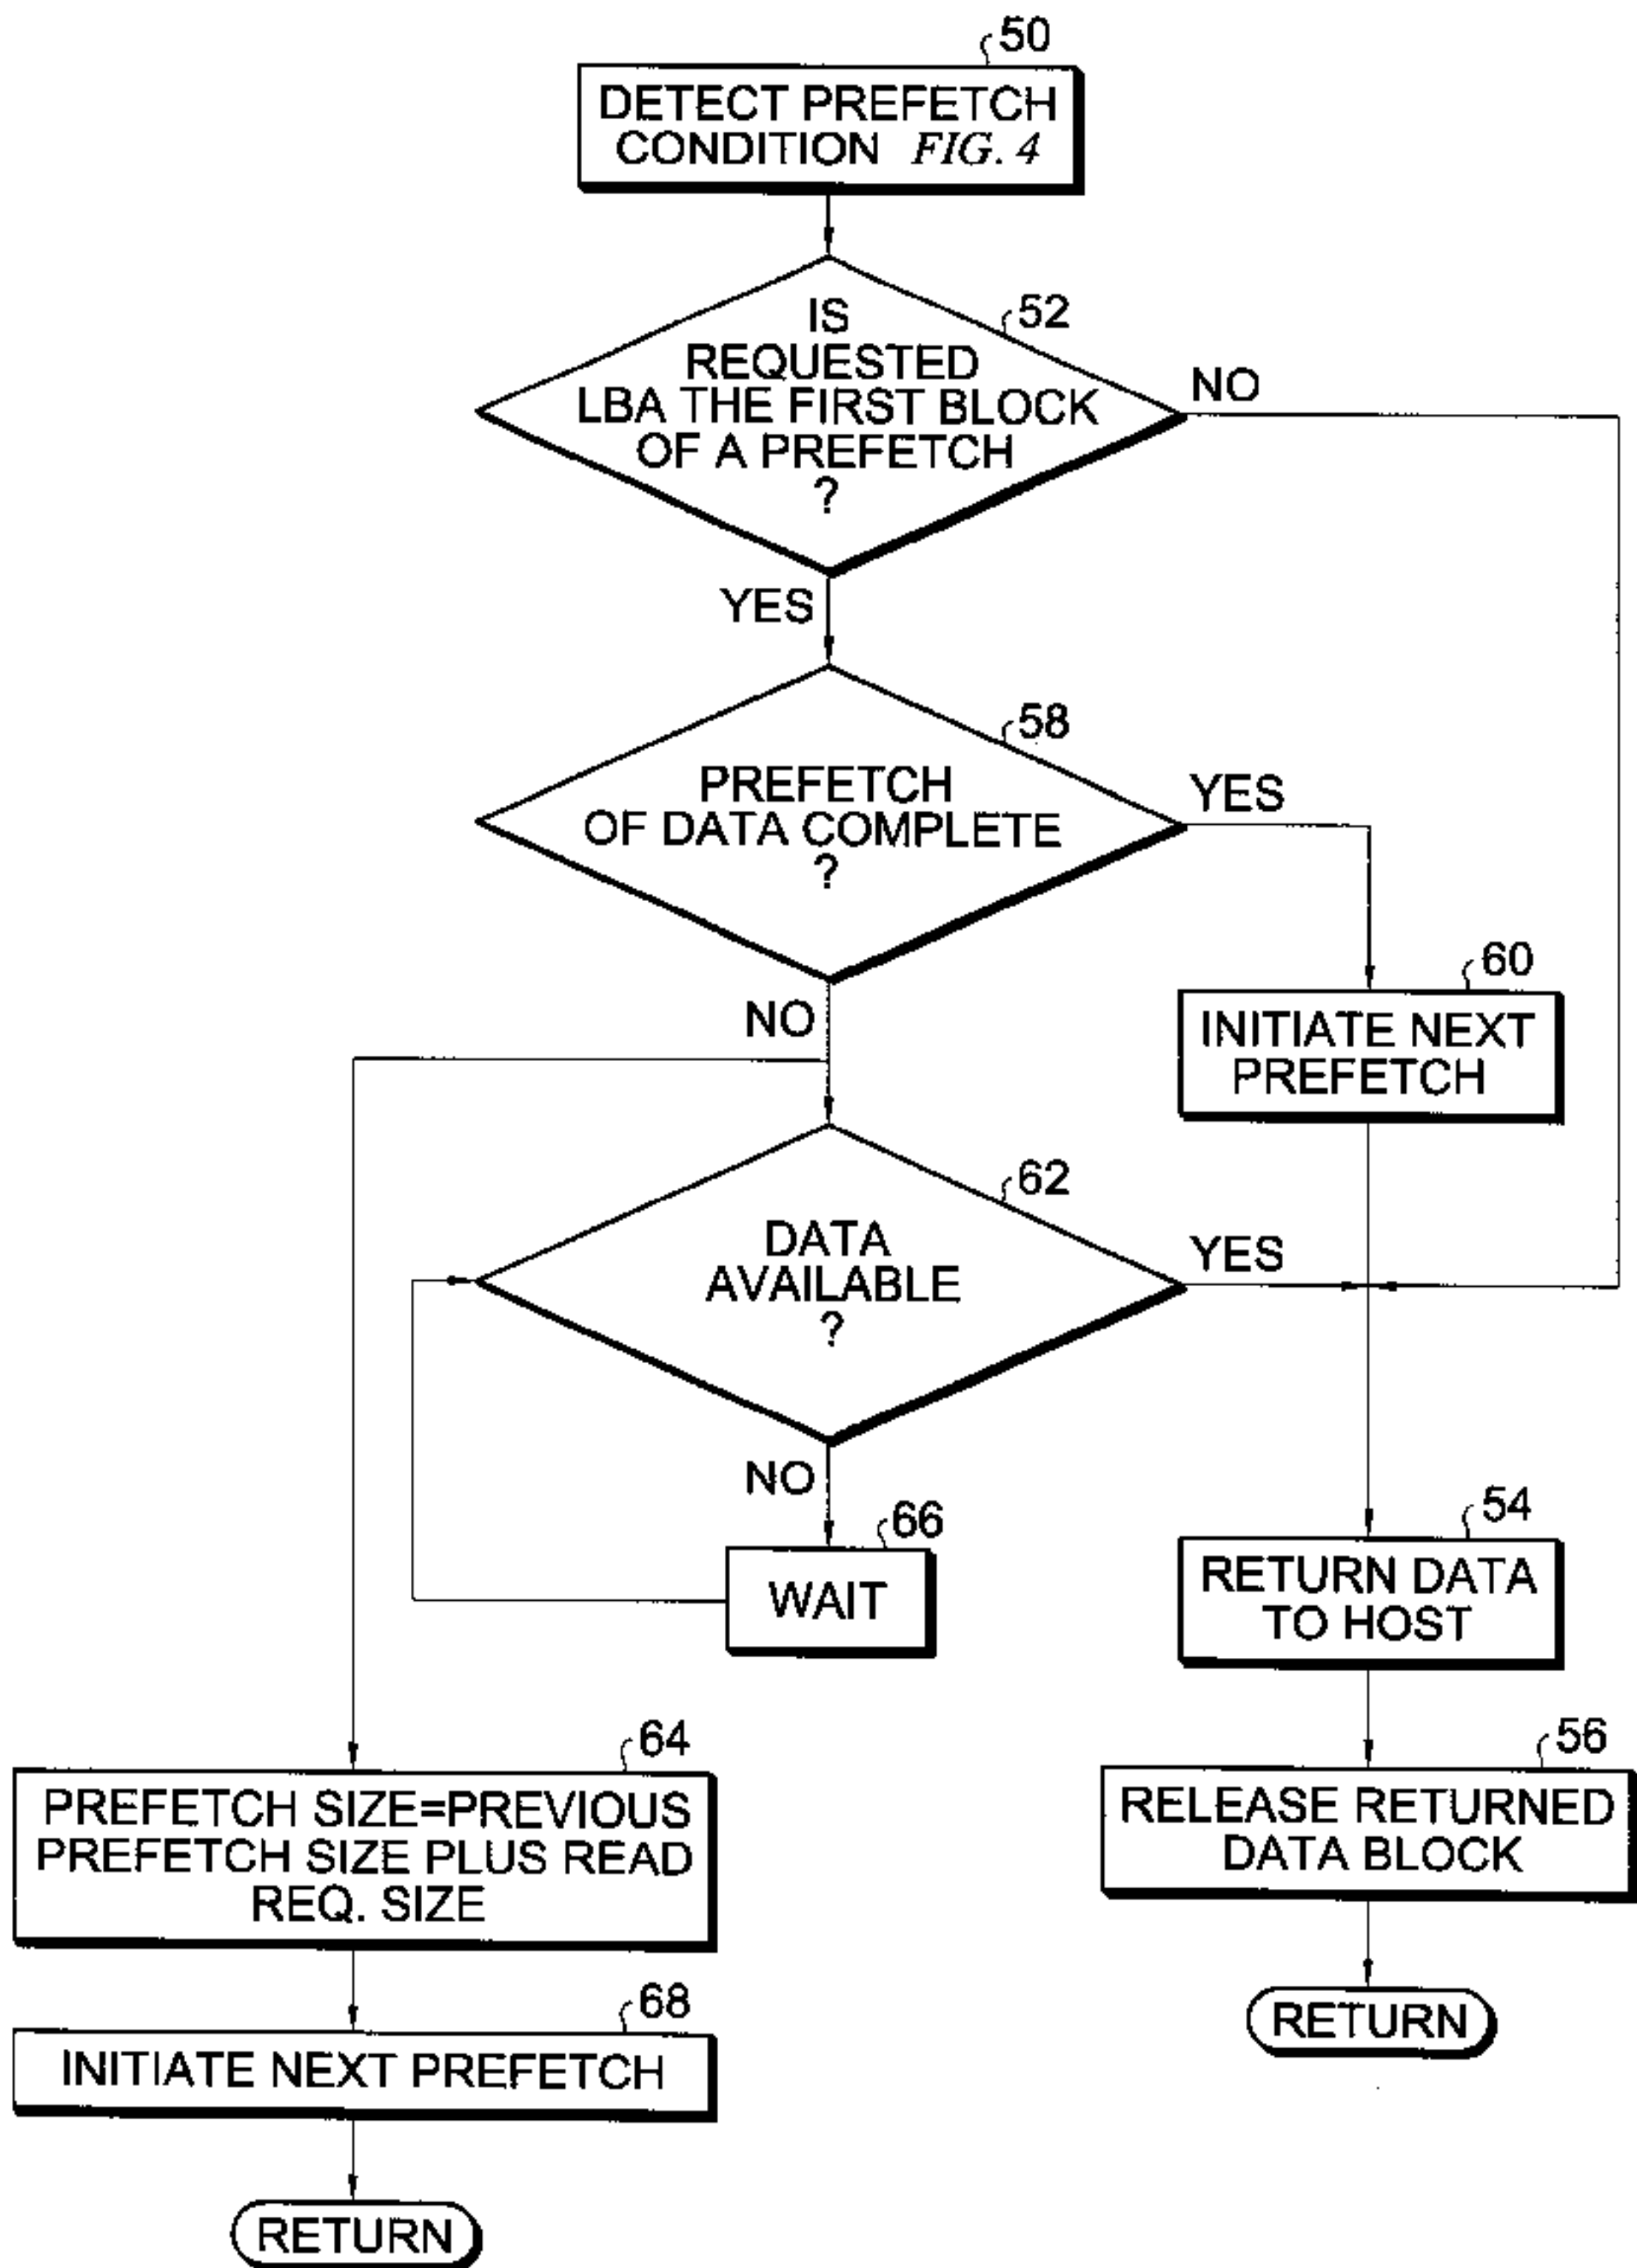 50
DETECT PREFETCH
CONDITION FIG. 4
52
IS
REQUESTED
LBA THE FIRST BLOCK
OF A PREFETCH
?
NO
YES
58
PREFETCH
OF DATA COMPLETE
?
YES
NO
60
INITIATE NEXT
PREFETCH
62
DATA
AVAILABLE
?
YES
NO
66
WAIT
54
RETURN DATA
TO HOST
64
PREFETCH SIZE=PREVIOUS
PREFETCH SIZE PLUS READ
REQ. SIZE
56
RELEASE RETURNED
DATA BLOCK
68
INITIATE NEXT PREFETCH
RETURN
RETURN